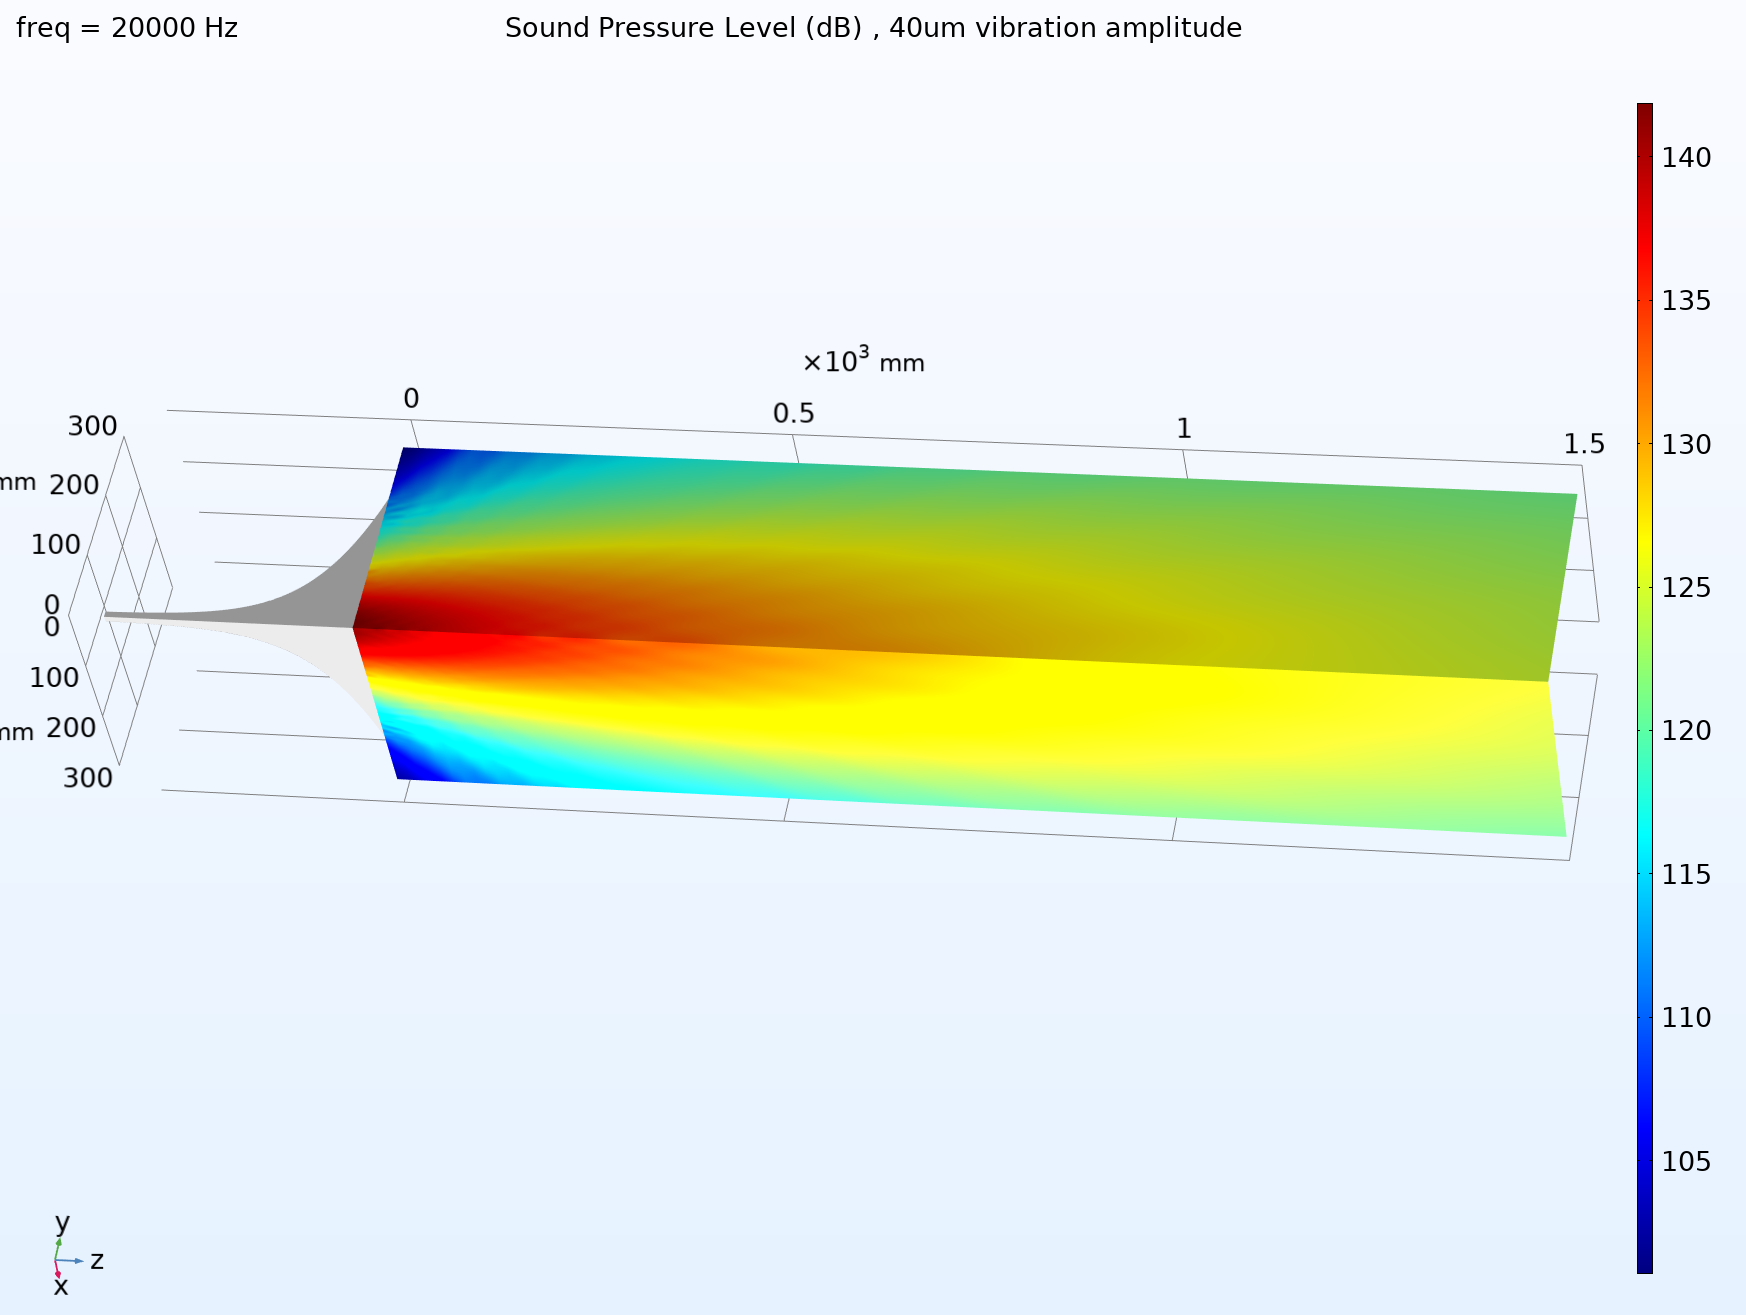 freq = 20000 Hz
Sound Pressure Level (dB) , 40um vibration amplitude
140
135
130
125
120
115
110
105
×10³ mm
0
0.5
1
1.5
300
mm 200
100
0
0
100
mm 200
300
y
z
x